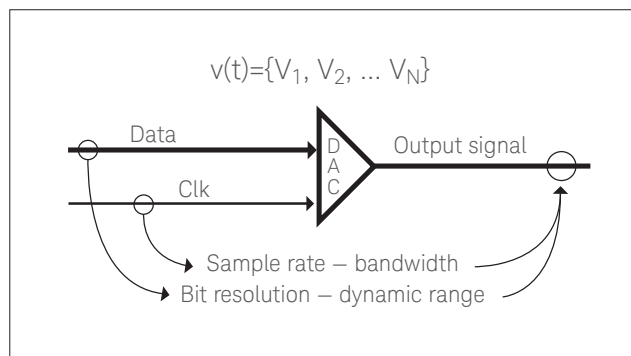 v(t)={V1, V2, ... VN}
Data
D
A
C
Output signal
Clk
Sample rate – bandwidth
Bit resolution – dynamic range